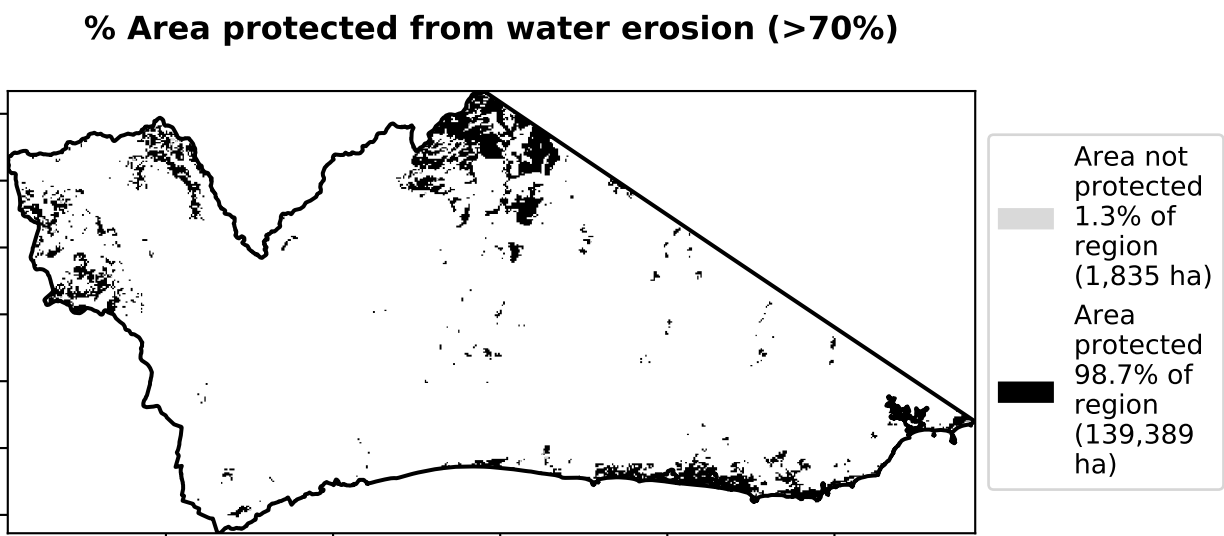 % Area protected from water erosion (>70%)
Area not
protected
1.3% of
region
(1,835 ha)
Area
protected
98.7% of
region
(139,389
ha)